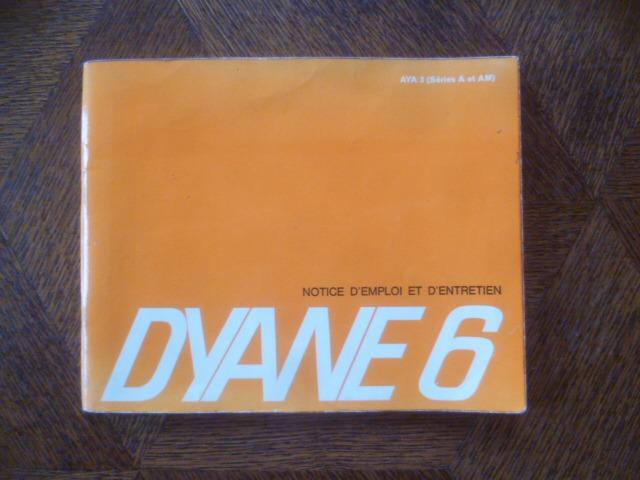 AYA 3 (Séries A et AM)
NOTICE D'EMPLOI ET D'ENTRETIEN
DYANE 6